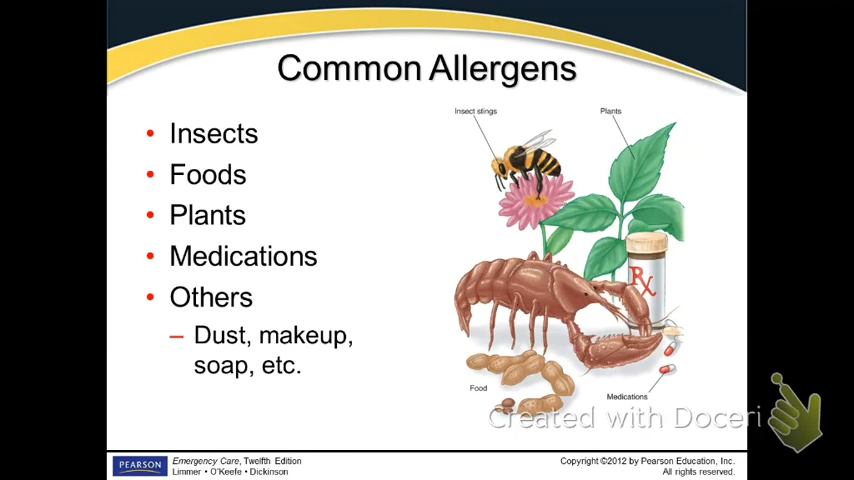 Common Allergens
• Insects
• Foods
• Plants
• Medications
• Others
– Dust, makeup,
soap, etc.
Insect stings
Plants
Rx
Food
Medications
Created with Doceri
PEARSON
Emergency Care, Twelfth Edition
Limmer • O'Keefe • Dickinson
Copyright ©2012 by Pearson Education, Inc.
All rights reserved.